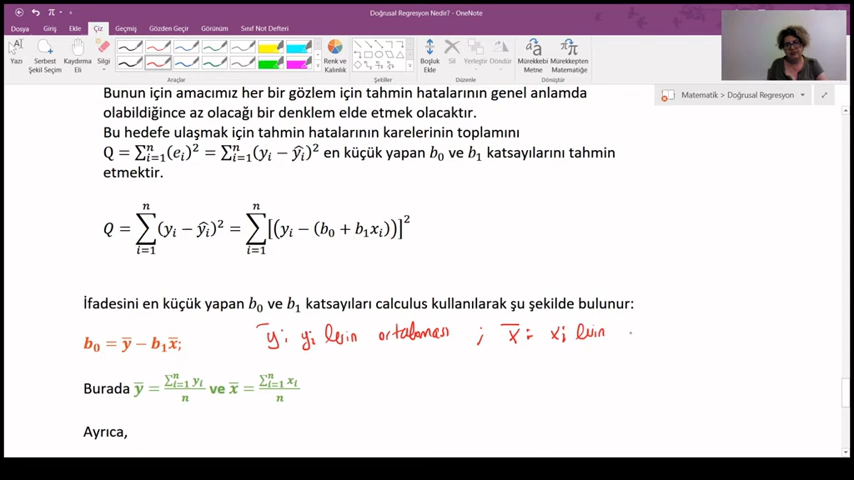 Doğrusal Regresyon Nedir? - OneNote
Dosya Giriş Ekle Çiz Geçmiş Gözden Geçir Görünüm Sınıf Not Defteri
Yazı Serbest Şekil Seçim Kaydırma Eli Silgi Renk ve Kalınlık Şekiller Boşluk Ekle Sil Düzenle Döndür Mürekkebi Metne Mürekkepten Matematiğe
Araçlar
Matematik > Doğrusal Regresyon
Bunun için amacımız her bir gözlem için tahmin hatalarının genel anlamda
olabildiğince az olacağı bir denklem elde etmek olacaktır.
Bu hedefe ulaşmak için tahmin hatalarının karelerinin toplamını
Q = ∑ⁿᵢ₌₁(eᵢ)² = ∑ⁿᵢ₌₁(yᵢ − ŷᵢ)² en küçük yapan b₀ ve b₁ katsayılarını tahmin
etmektir.
Q = ∑ⁿᵢ₌₁(yᵢ − ŷᵢ)² = ∑ⁿᵢ₌₁[(yᵢ − (b₀ + b₁xᵢ))]²
İfadesini en küçük yapan b₀ ve b₁ katsayıları calculus kullanılarak şu şekilde bulunur:
b₀ = y̅ − b₁x̅;
y̅: yᵢ lerin ortalaması ; x̅: xᵢ lerin
Burada y̅ = ∑ⁿᵢ₌₁ yᵢ / n ve x̅ = ∑ⁿᵢ₌₁ xᵢ / n
Ayrıca,